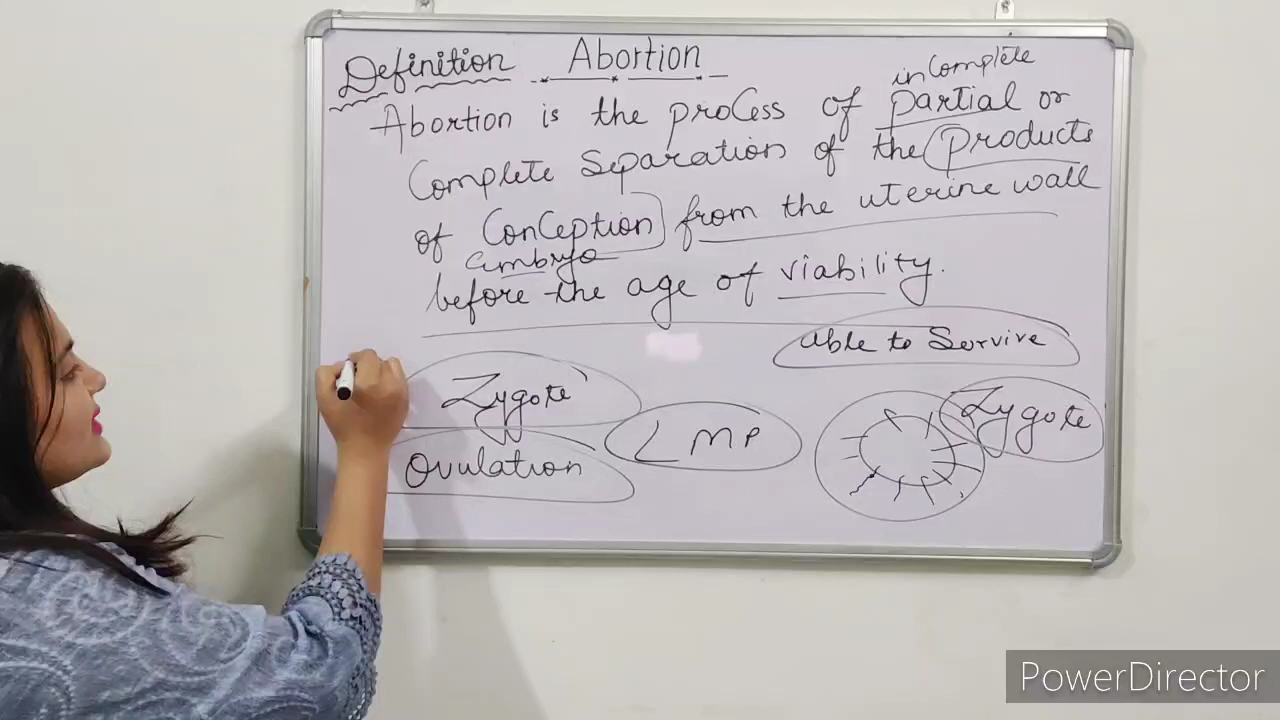 Definition Abortion
incomplete
Abortion is the process of partial or
Complete Separation of the products
of Conception from the uterine wall
embryo
before the age of viability.
able to Survive
Zygote
Zygote
LMP
Ovulation
PowerDirector